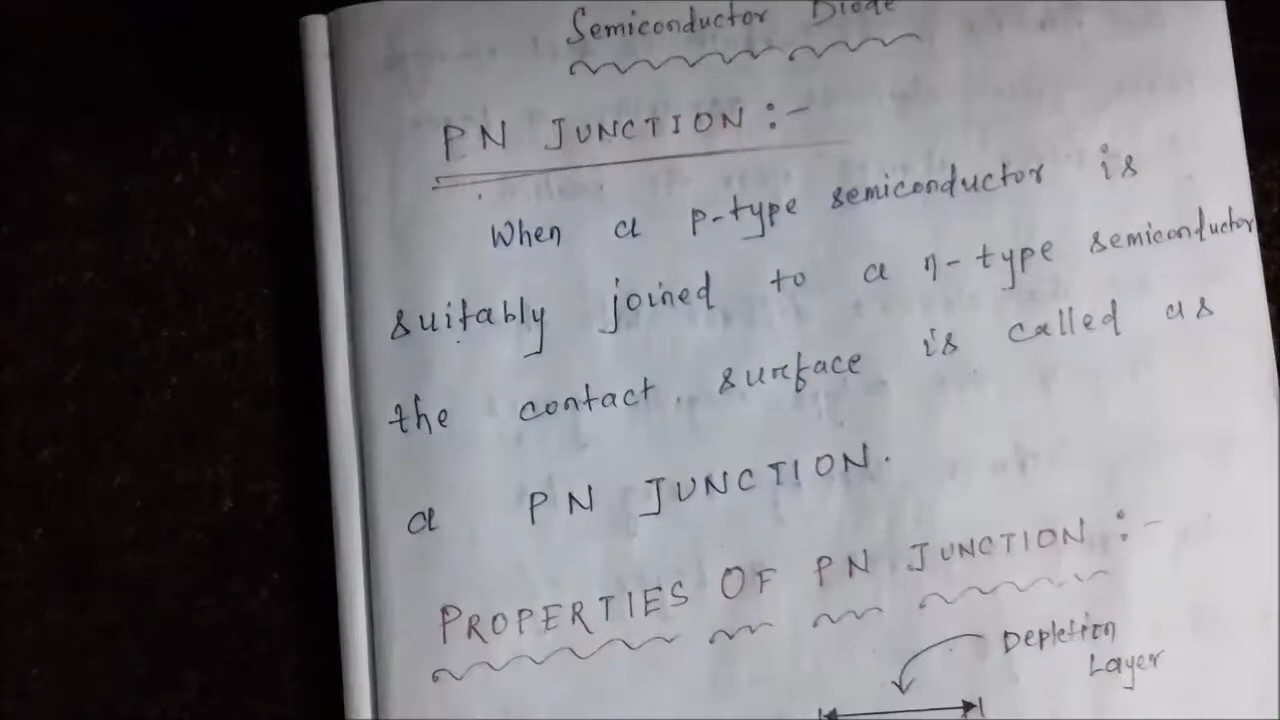 Semiconductor Diode
PN JUNCTION :-
When a p-type semiconductor is
suitably joined to a n-type semiconductor
the contact surface is called as
a PN JUNCTION.
PROPERTIES OF PN JUNCTION :-
Depletion
Layer